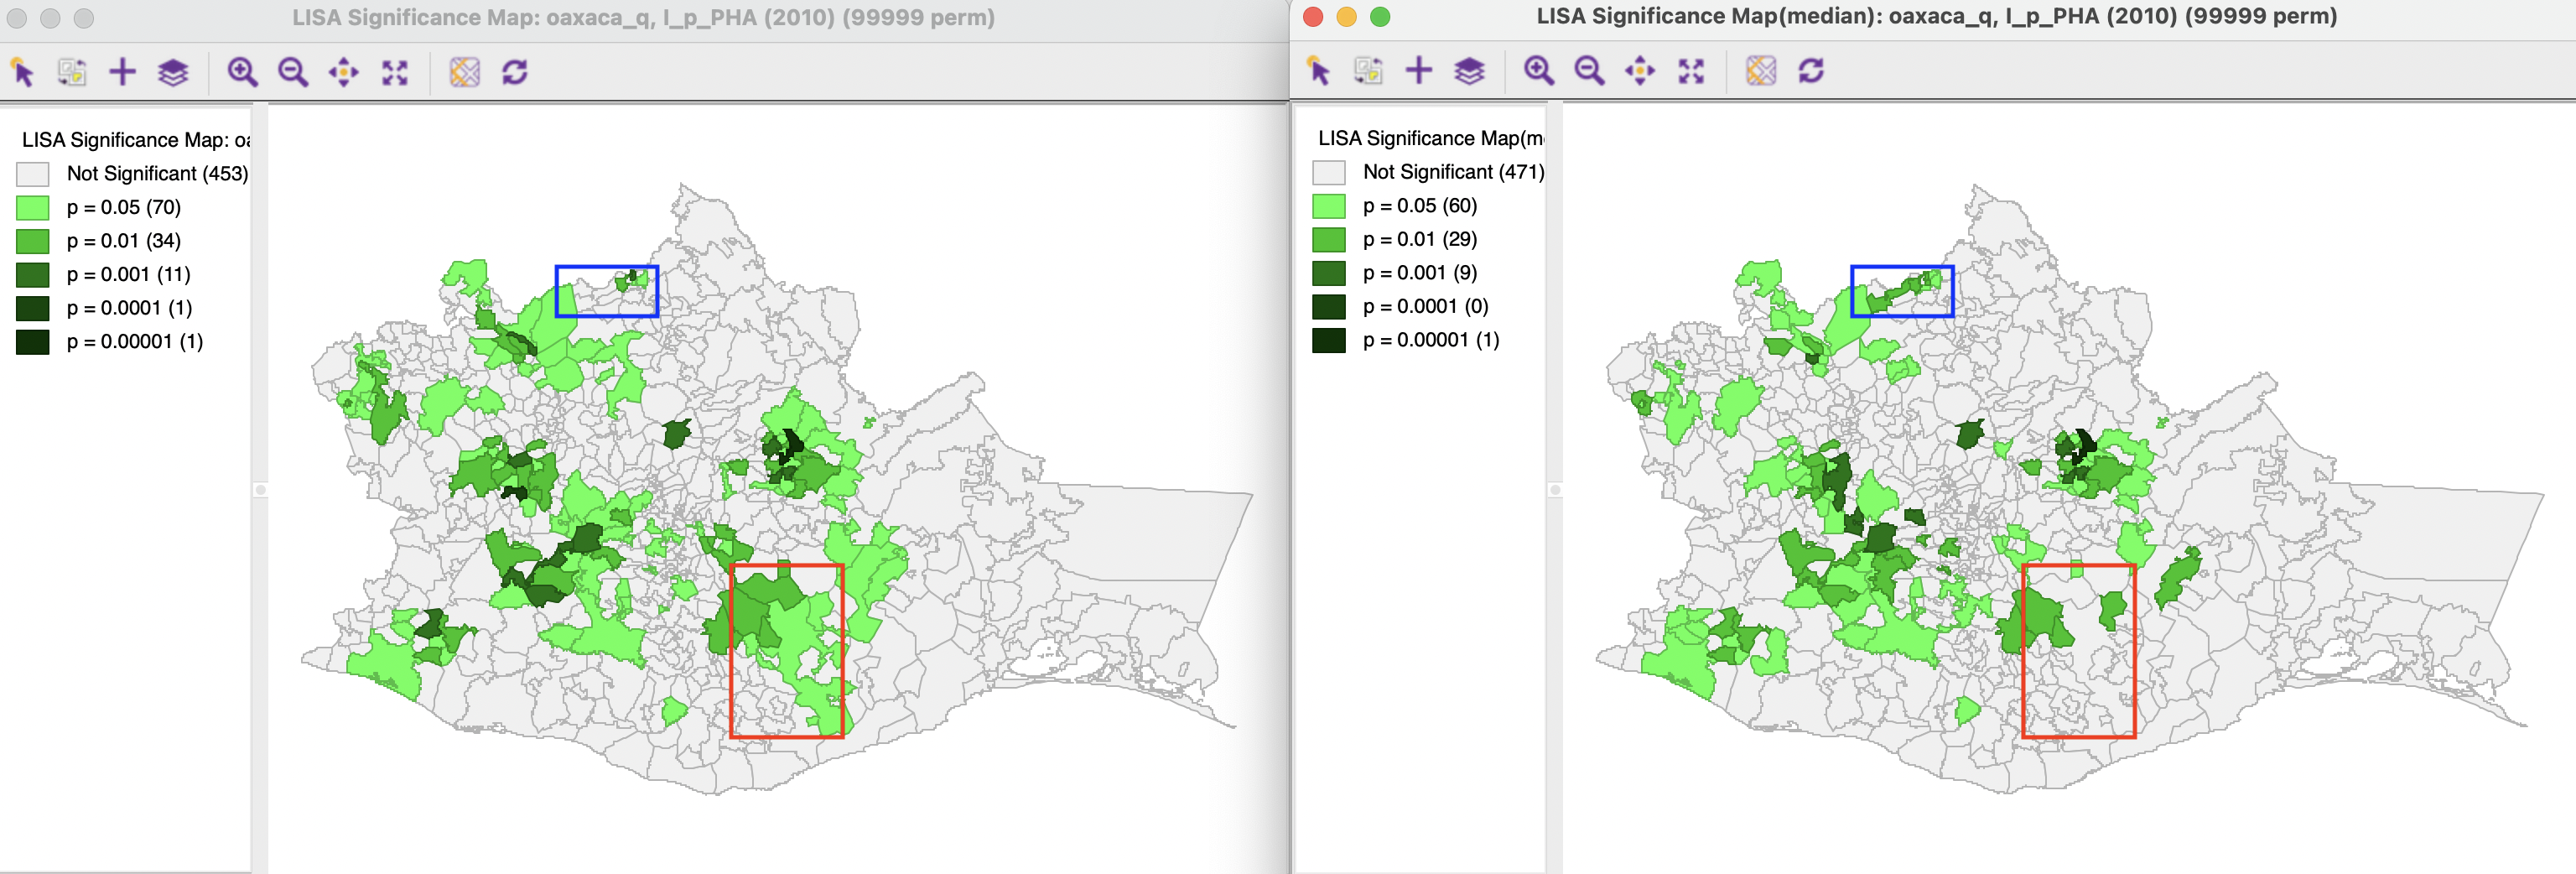 LISA Significance Map: oaxaca_q, I_p_PHA (2010) (99999 perm)
LISA Significance Map: oa
Not Significant (453)
p = 0.05 (70)
p = 0.01 (34)
p = 0.001 (11)
p = 0.0001 (1)
p = 0.00001 (1)
LISA Significance Map(median): oaxaca_q, I_p_PHA (2010) (99999 perm)
LISA Significance Map(m
Not Significant (471)
p = 0.05 (60)
p = 0.01 (29)
p = 0.001 (9)
p = 0.0001 (0)
p = 0.00001 (1)